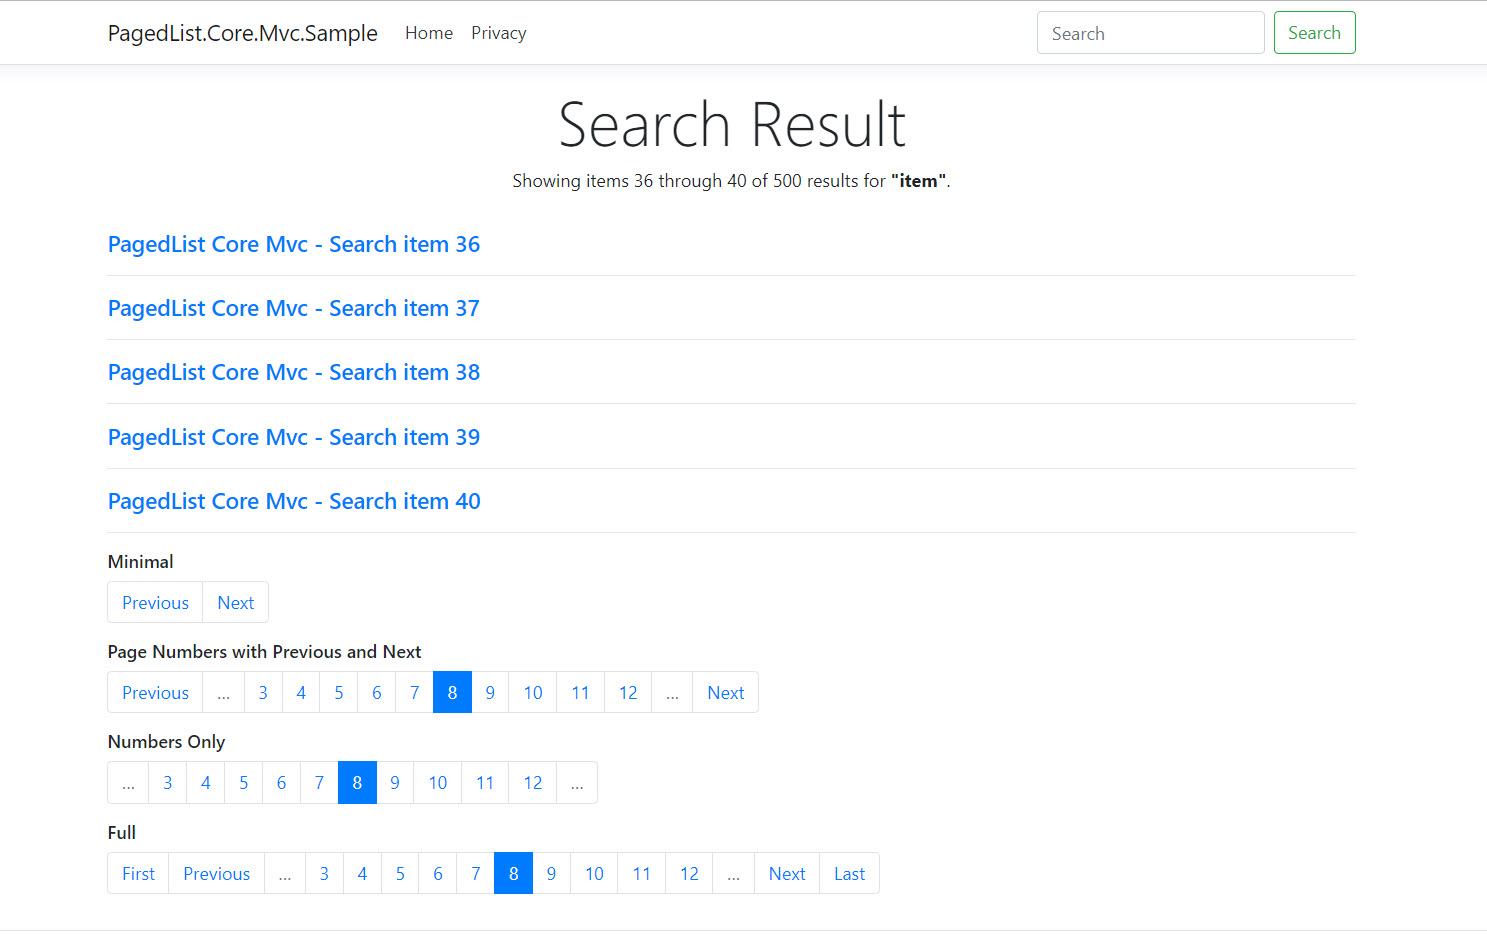 PagedList.Core.Mvc.Sample Home Privacy Search Search
Search Result
Showing items 36 through 40 of 500 results for "item".
PagedList Core Mvc - Search item 36
PagedList Core Mvc - Search item 37
PagedList Core Mvc - Search item 38
PagedList Core Mvc - Search item 39
PagedList Core Mvc - Search item 40
Minimal
Previous Next
Page Numbers with Previous and Next
Previous ... 3 4 5 6 7 8 9 10 11 12 ... Next
Numbers Only
... 3 4 5 6 7 8 9 10 11 12 ...
Full
First Previous ... 3 4 5 6 7 8 9 10 11 12 ... Next Last